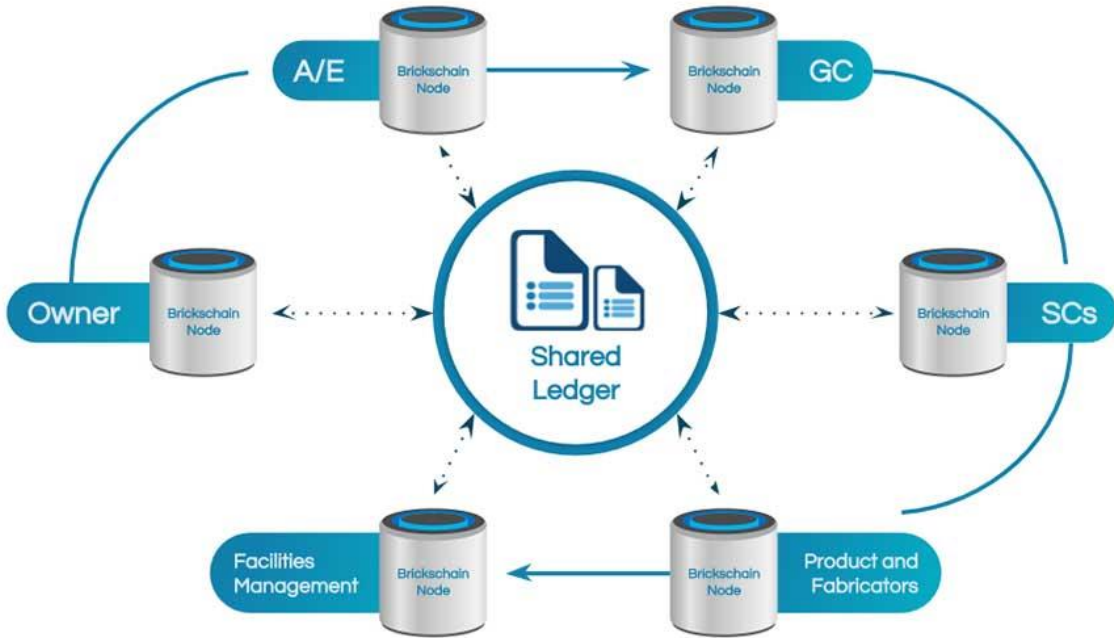 A/E
Brickschain
Node
Brickschain
Node
GC
Owner
Brickschain
Node
Shared
Ledger
Brickschain
Node
SCs
Facilities
Management
Brickschain
Node
Brickschain
Node
Product and
Fabricators